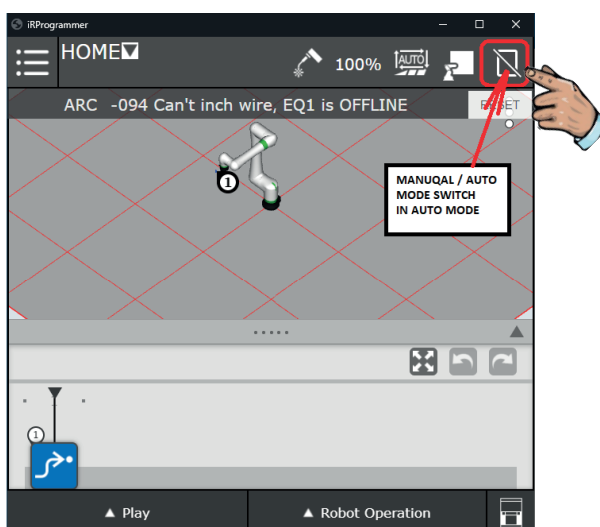 iRProgrammer
HOME
100%
AUTO
ARC -094 Can't inch wire, EQ1 is OFFLINE
RESET
1
MANUQAL / AUTO
MODE SWITCH
IN AUTO MODE
1
Play
Robot Operation